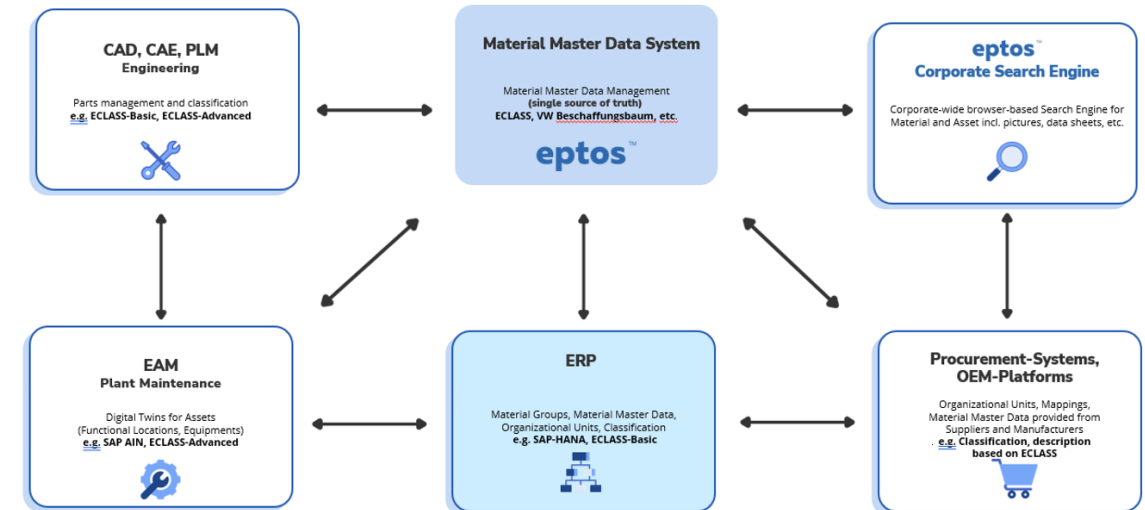 CAD, CAE, PLM
Engineering
Parts management and classification
e.g. ECLASS-Basic, ECLASS-Advanced
Material Master Data System
Material Master Data Management
(single source of truth)
ECLASS, VW Beschaffungsbaum, etc.
eptos™
eptos™
Corporate Search Engine
Corporate-wide browser-based Search Engine for
Material and Asset incl. pictures, data sheets, etc.
EAM
Plant Maintenance
Digital Twins for Assets
(Functional Locations, Equipments)
e.g. SAP AIN, ECLASS-Advanced
ERP
Material Groups, Material Master Data,
Organizational Units, Classification
e.g. SAP-HANA, ECLASS-Basic
Procurement-Systems,
OEM-Platforms
Organizational Units, Mappings,
Material Master Data provided from
Suppliers and Manufacturers
. e.g. Classification, description
based on ECLASS